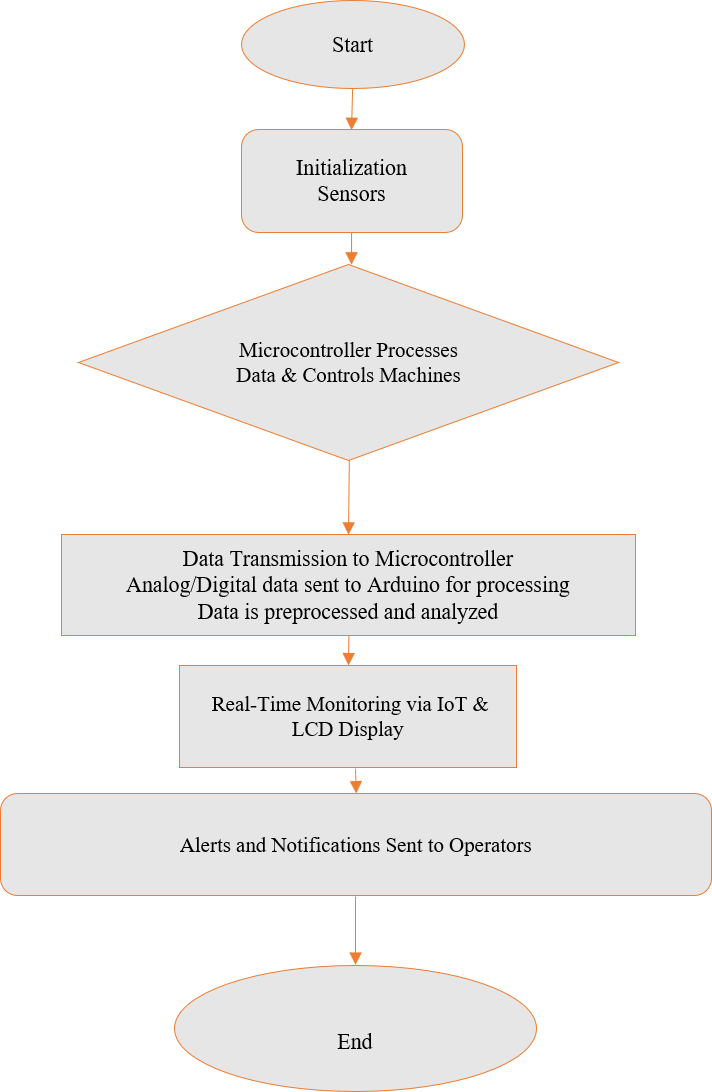 Start
Initialization
Sensors
Microcontroller Processes
Data & Controls Machines
Data Transmission to Microcontroller
Analog/Digital data sent to Arduino for processing
Data is preprocessed and analyzed
Real-Time Monitoring via IoT &
LCD Display
Alerts and Notifications Sent to Operators
End